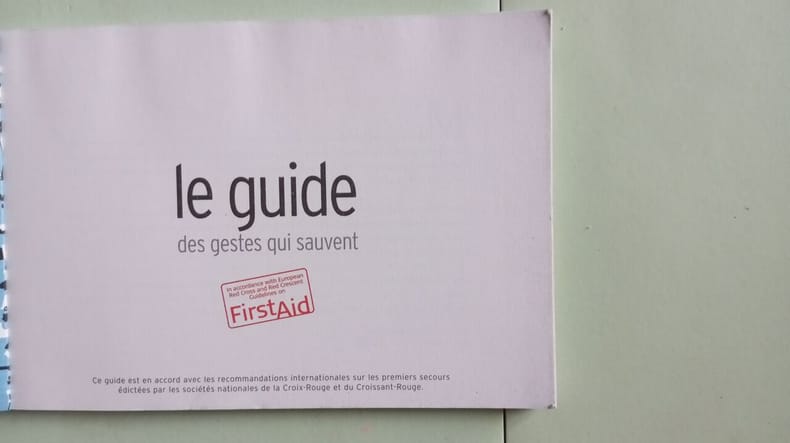 le guide
des gestes qui sauvent
In accordance with European
Red Cross and Red Crescent
Guidelines on
FirstAid
Ce guide est en accord avec les recommandations internationales sur les premiers secours
édictées par les sociétés nationales de la Croix-Rouge et du Croissant-Rouge.